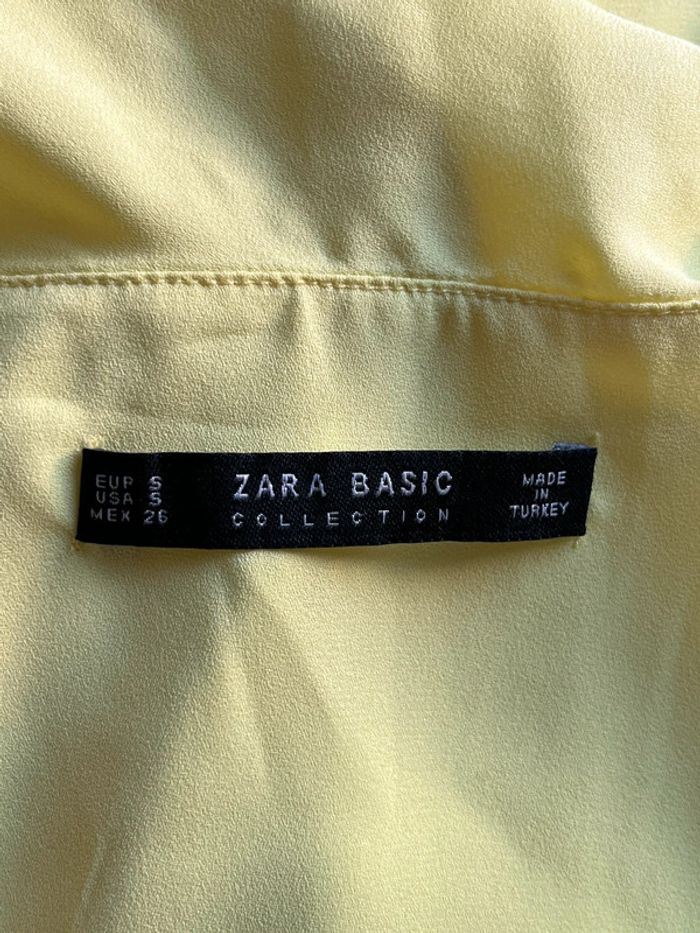 EUR S
USA S
MEX 26
ZARA BASIC
COLLECTION
MADE
IN
TURKEY